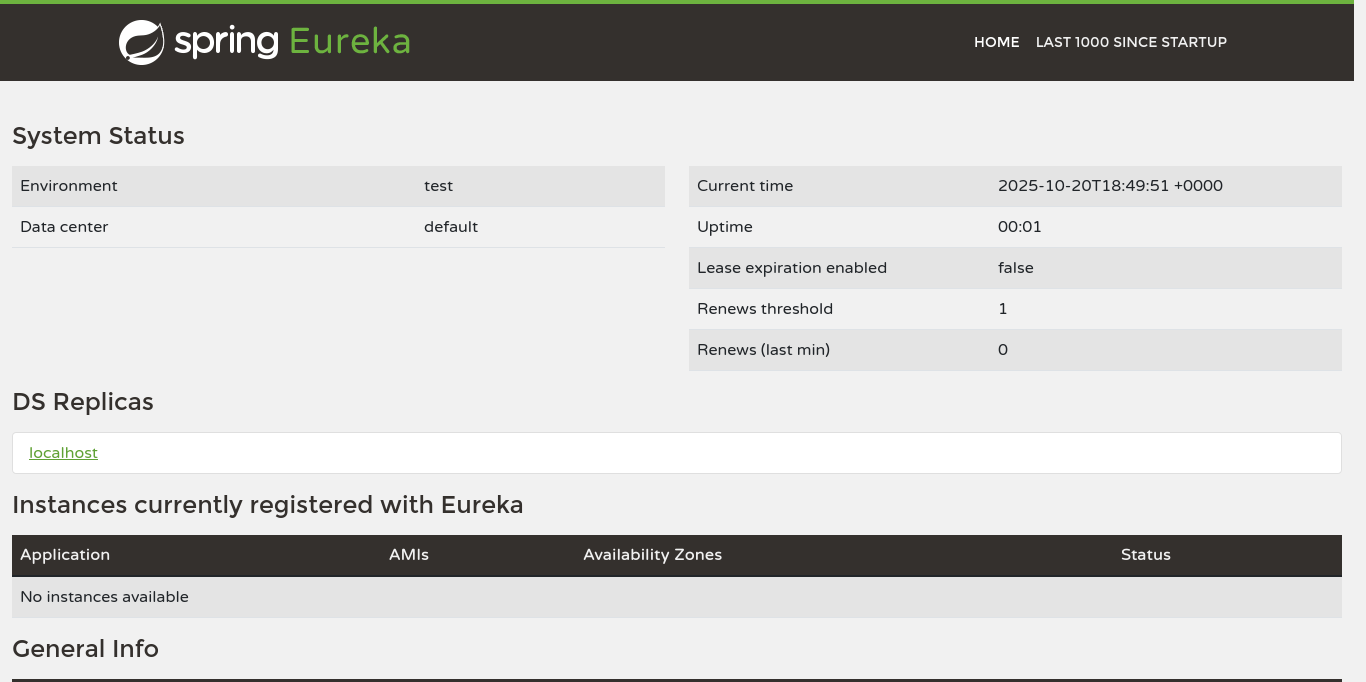 spring Eureka
HOME LAST 1000 SINCE STARTUP
System Status
Environment test
Data center default
Current time 2025-10-20T18:49:51 +0000
Uptime 00:01
Lease expiration enabled false
Renews threshold 1
Renews (last min) 0
DS Replicas
localhost
Instances currently registered with Eureka
Application AMIs Availability Zones Status
No instances available
General Info